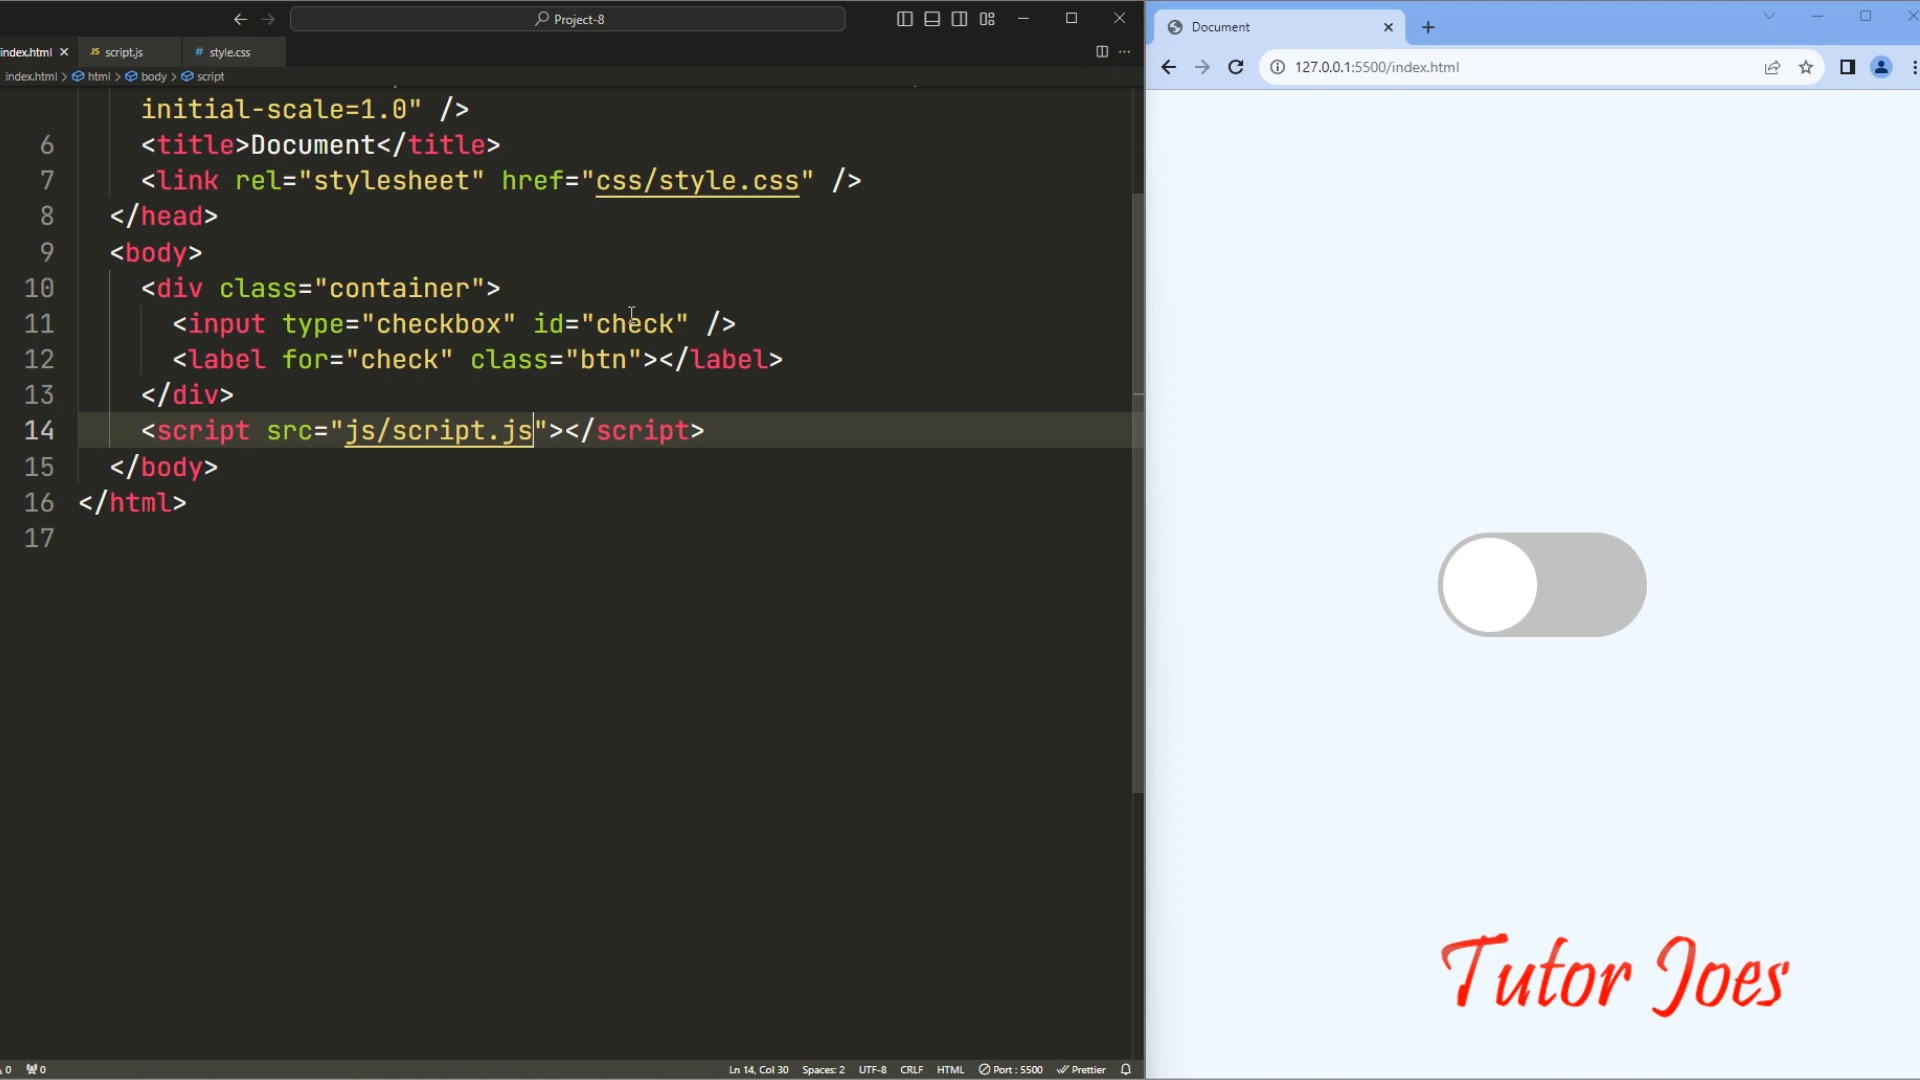 Project-8
index.html
JS script.js
# style.css
index.html > html > body > script
Document
127.0.0.1:5500/index.html
initial-scale=1.0" />
6 <title>Document</title>
7 <link rel="stylesheet" href="css/style.css" />
8 </head>
9 <body>
10 <div class="container">
11 <input type="checkbox" id="check" />
12 <label for="check" class="btn"></label>
13 </div>
14 <script src="js/script.js"></script>
15 </body>
16 </html>
17
Tutor Joes
0 0 Ln 14, Col 30 Spaces: 2 UTF-8 CRLF HTML Port : 5500 Prettier